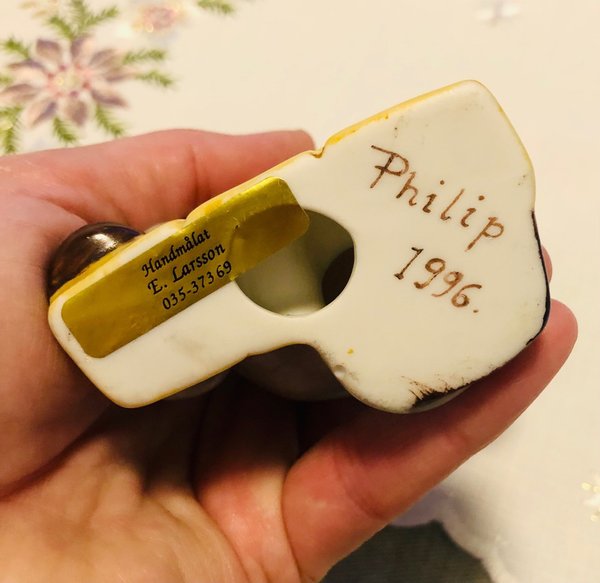 Handmålat
E. Larsson
035-373 69
Philip
1996.